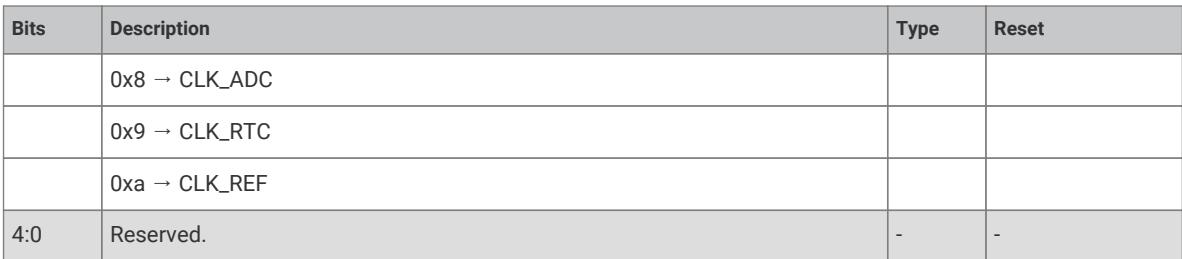 Bits Description Type Reset
0x8 → CLK_ADC
0x9 → CLK_RTC
0xa → CLK_REF
4:0 Reserved. - -